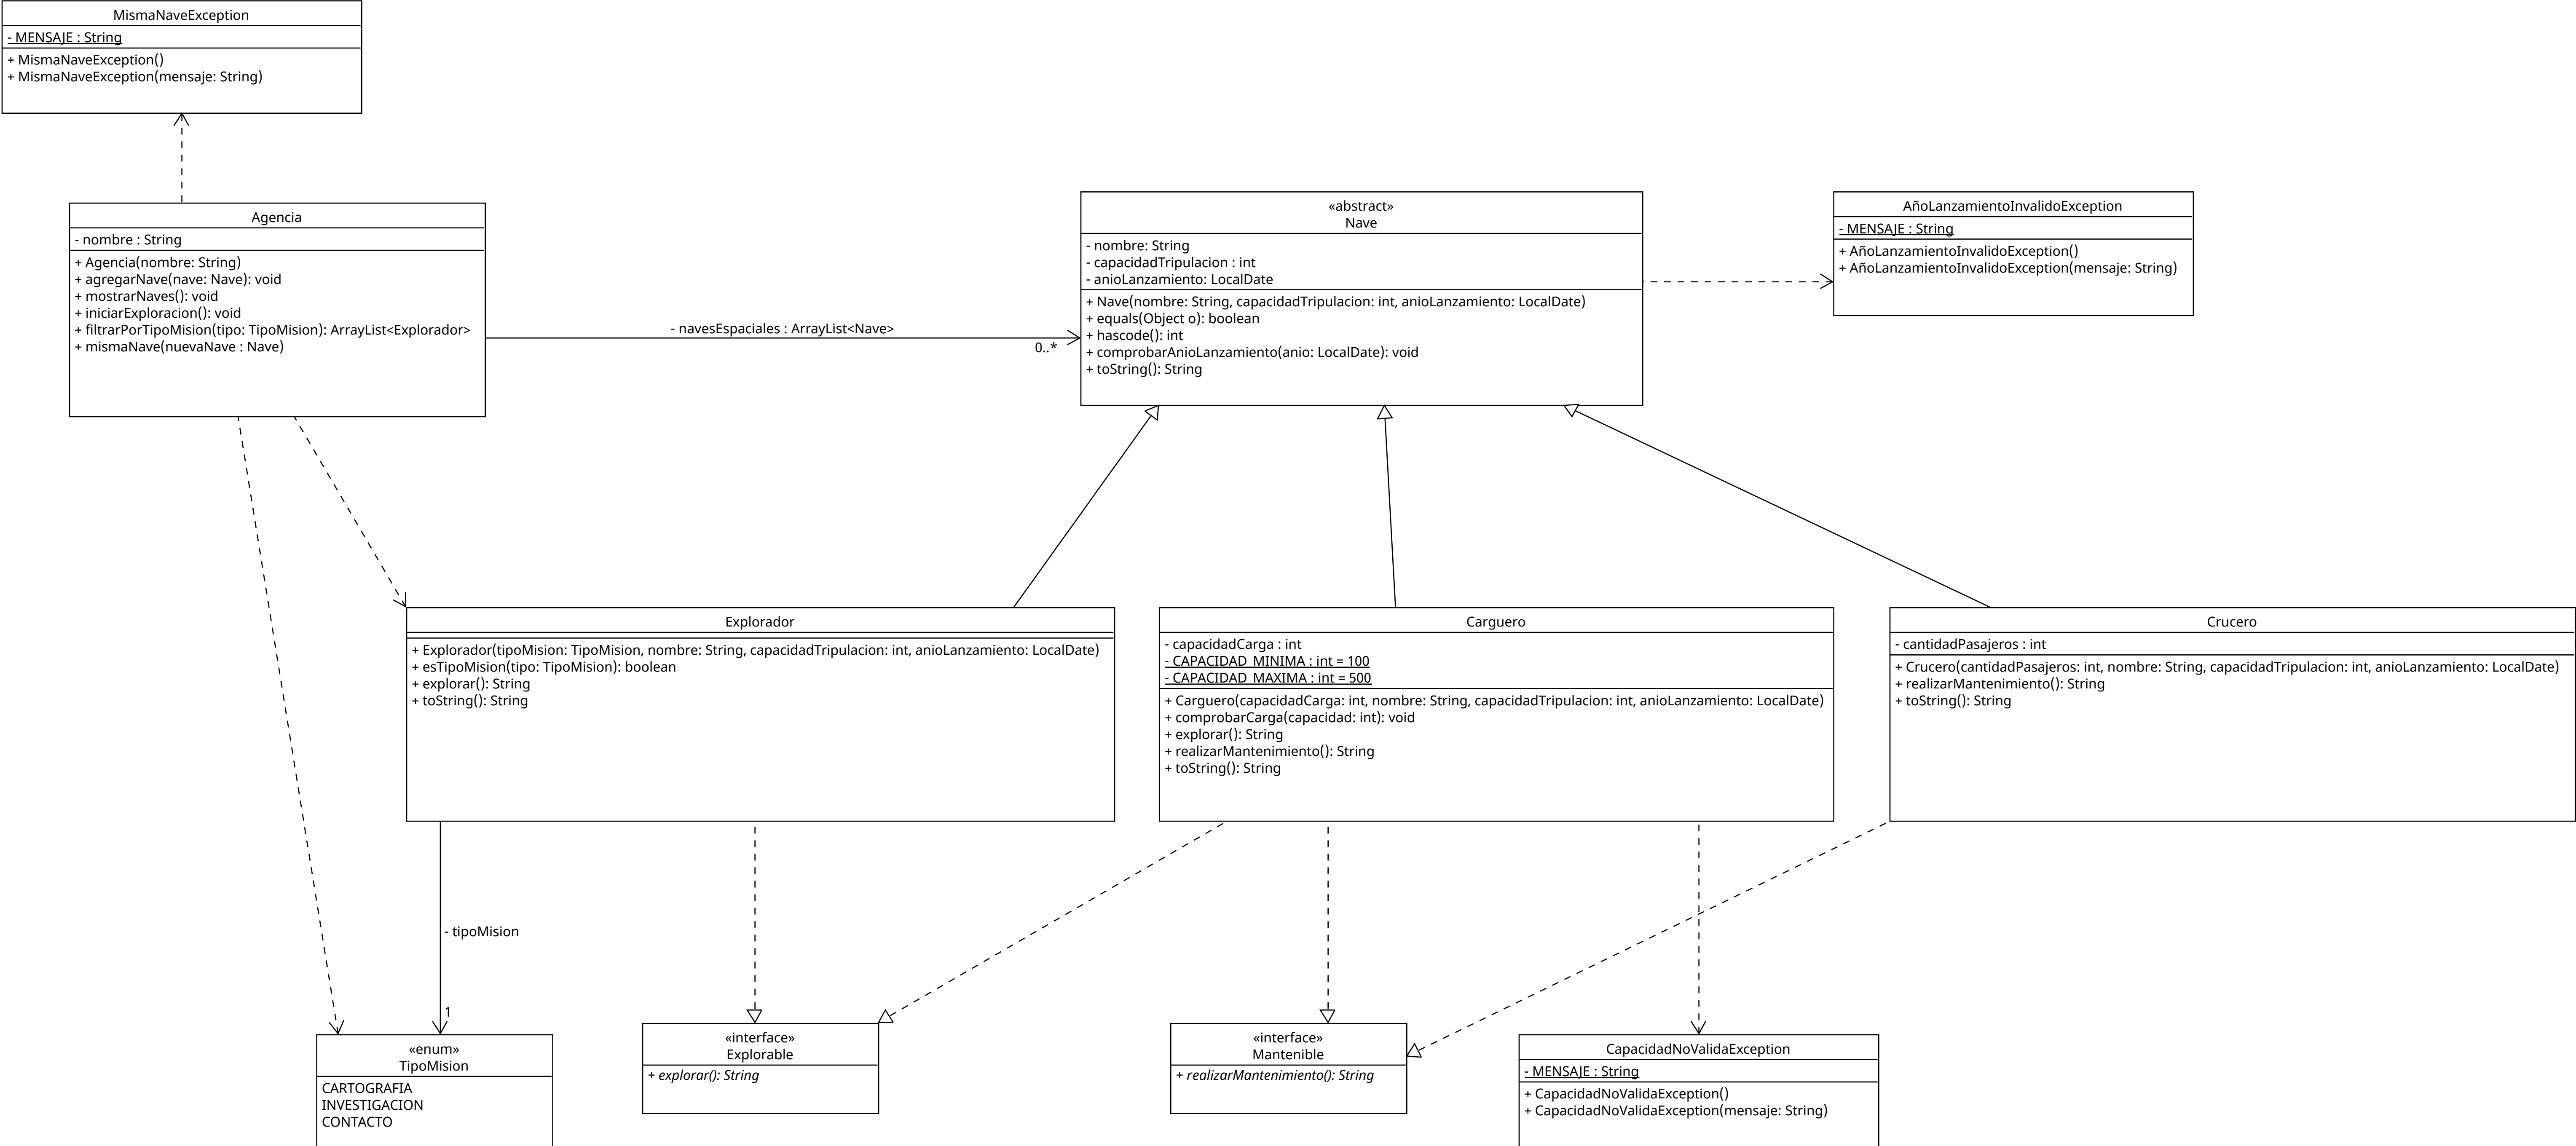 MismaNaveException
- MENSAJE : String
+ MismaNaveException()
+ MismaNaveException(mensaje: String)
Agencia
- nombre : String
+ Agencia(nombre: String)
+ agregarNave(nave: Nave): void
+ mostrarNaves(): void
+ iniciarExploracion(): void
+ filtrarPorTipoMision(tipo: TipoMision): ArrayList<Explorador>
+ mismaNave(nuevaNave : Nave)
- navesEspaciales : ArrayList<Nave>
0..*
«abstract»
Nave
- nombre: String
- capacidadTripulacion : int
- anioLanzamiento: LocalDate
+ Nave(nombre: String, capacidadTripulacion: int, anioLanzamiento: LocalDate)
+ equals(Object o): boolean
+ hascode(): int
+ comprobarAnioLanzamiento(anio: LocalDate): void
+ toString(): String
AñoLanzamientoInvalidoException
- MENSAJE : String
+ AñoLanzamientoInvalidoException()
+ AñoLanzamientoInvalidoException(mensaje: String)
Explorador
+ Explorador(tipoMision: TipoMision, nombre: String, capacidadTripulacion: int, anioLanzamiento: LocalDate)
+ esTipoMision(tipo: TipoMision): boolean
+ explorar(): String
+ toString(): String
Carguero
- capacidadCarga : int
- CAPACIDAD_MINIMA : int = 100
- CAPACIDAD_MAXIMA : int = 500
+ Carguero(capacidadCarga: int, nombre: String, capacidadTripulacion: int, anioLanzamiento: LocalDate)
+ comprobarCarga(capacidad: int): void
+ explorar(): String
+ realizarMantenimiento(): String
+ toString(): String
Crucero
- cantidadPasajeros : int
+ Crucero(cantidadPasajeros: int, nombre: String, capacidadTripulacion: int, anioLanzamiento: LocalDate)
+ realizarMantenimiento(): String
+ toString(): String
- tipoMision
1
«enum»
TipoMision
CARTOGRAFIA
INVESTIGACION
CONTACTO
«interface»
Explorable
+ explorar(): String
«interface»
Mantenible
+ realizarMantenimiento(): String
CapacidadNoValidaException
- MENSAJE : String
+ CapacidadNoValidaException()
+ CapacidadNoValidaException(mensaje: String)